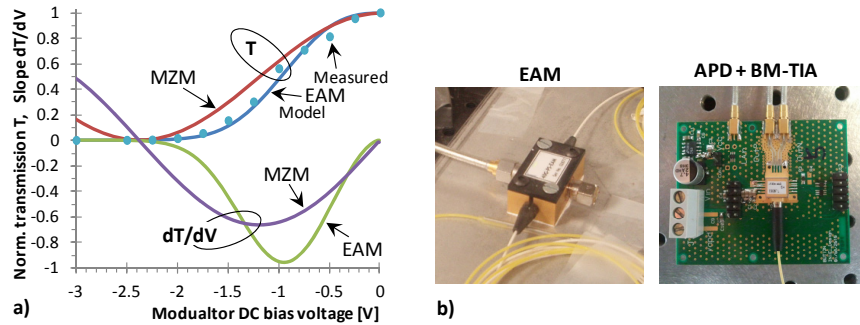 a)
Norm. transmission T, Slope dT/dV
1
0.8
0.6
0.4
0.2
0
-0.2
-0.4
-0.6
-0.8
-1
-3
-2.5
-2
-1.5
-1
-0.5
0
Modualtor DC bias voltage [V]
T
MZM
Measured
EAM
Model
MZM
dT/dV
EAM
b)
EAM
APD + BM-TIA